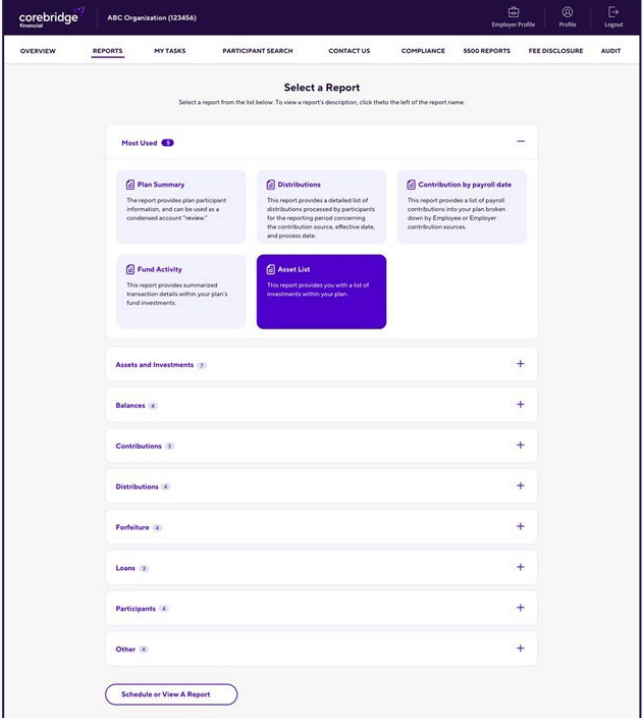 corebridge
financial
ABC Organization (123456)
Employer Profile
Profile
Logout
OVERVIEW
REPORTS
MY TASKS
PARTICIPANT SEARCH
CONTACT US
COMPLIANCE
5500 REPORTS
FEE DISCLOSURE
AUDIT
Select a Report
Select a report from the list below. To view a report's description, click theto the left of the report name.
Most Used 5
Plan Summary
The report provides plan participant
information, and can be used as a
condensed account "review."
Distributions
This report provides a detailed list of
distributions processed by participants
for the reporting period concerning
the contribution source, effective date,
and process date.
Contribution by payroll date
This report provides a list of payroll
contributions into your plan broken
down by Employee or Employer
contribution sources.
Fund Activity
This report provides summarized
transaction details within your plan's
fund investments.
Asset List
This report provides you with a list of
investments within your plan.
Assets and Investments 7
Balances 4
Contributions 3
Distributions 4
Forfeiture 4
Loans 3
Participants 4
Other 4
Schedule or View A Report